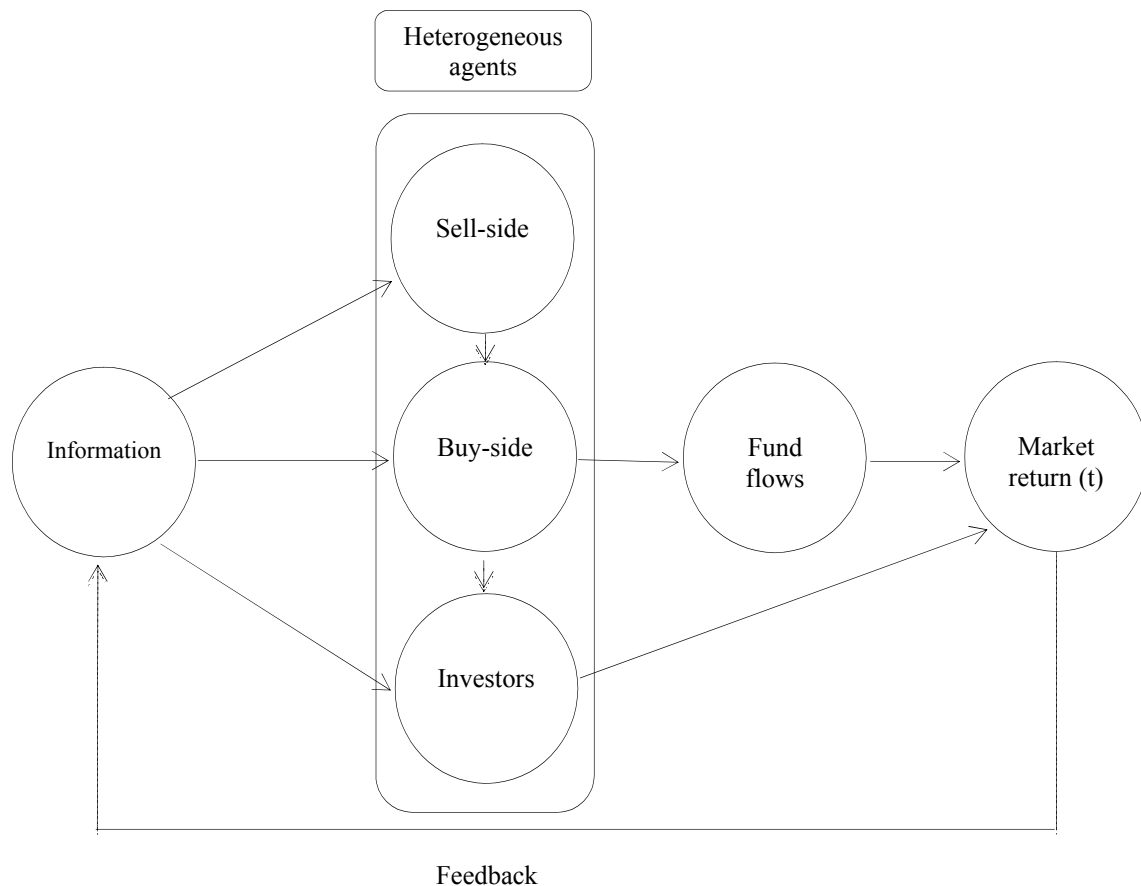 Heterogeneous
agents
Sell-side
Information
Buy-side
Fund
flows
Market
return (t)
Investors
Feedback